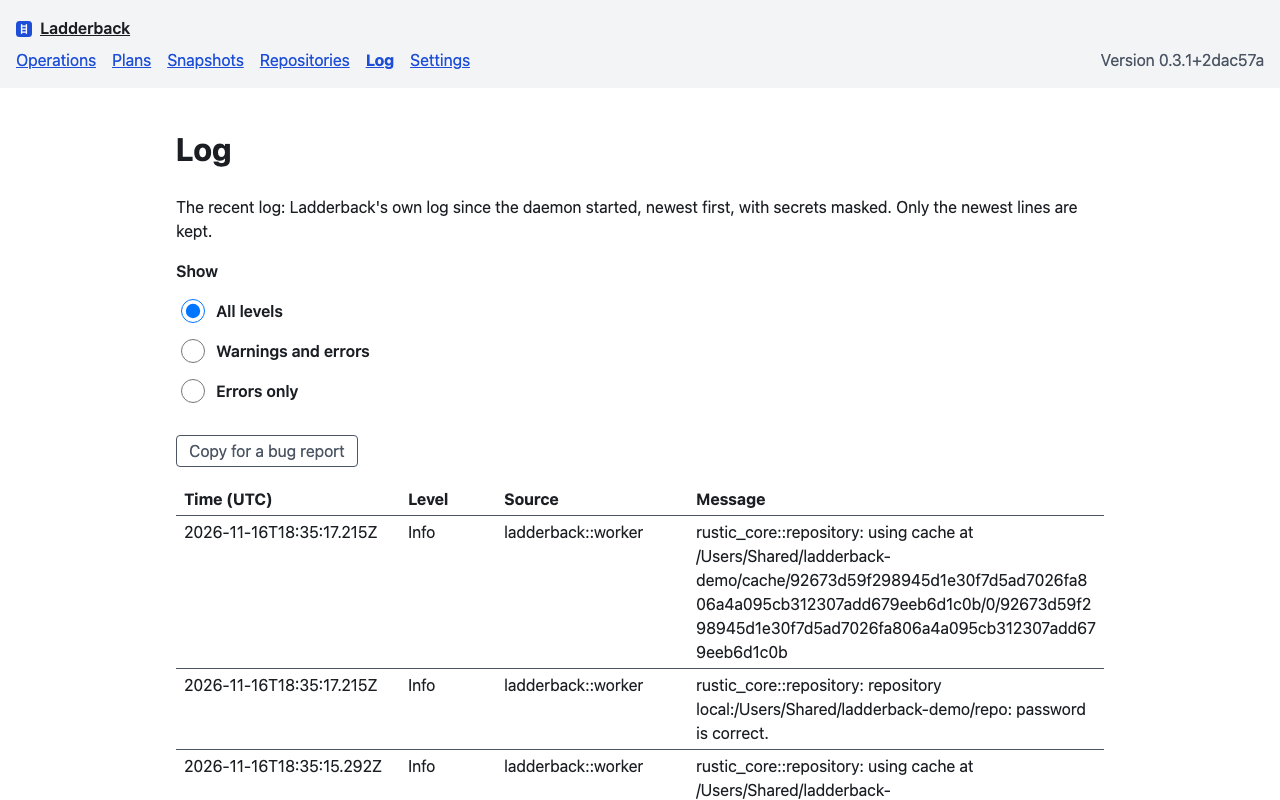 Ladderback
Operations Plans Snapshots Repositories Log Settings
Version 0.3.1+2dac57a
Log
The recent log: Ladderback's own log since the daemon started, newest first, with secrets masked. Only the newest lines are
kept.
Show
All levels
Warnings and errors
Errors only
Copy for a bug report
Time (UTC) Level Source Message
2026-11-16T18:35:17.215Z Info ladderback::worker rustic_core::repository: using cache at
/Users/Shared/ladderback-
demo/cache/92673d59f298945d1e30f7d5ad7026fa8
06a4a095cb312307add679eeb6d1c0b/0/92673d59f2
98945d1e30f7d5ad7026fa806a4a095cb312307add67
9eeb6d1c0b
2026-11-16T18:35:17.215Z Info ladderback::worker rustic_core::repository: repository
local:/Users/Shared/ladderback-demo/repo: password
is correct.
2026-11-16T18:35:15.292Z Info ladderback::worker rustic_core::repository: using cache at
/Users/Shared/ladderback-